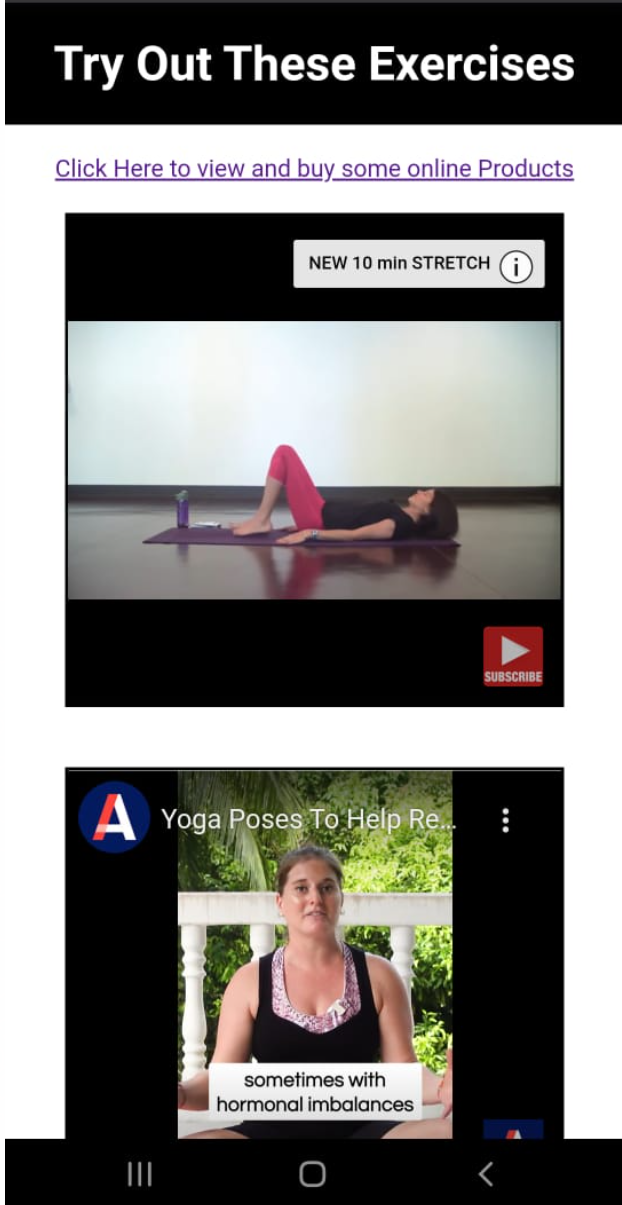 Try Out These Exercises
Click Here to view and buy some online Products
NEW 10 min STRETCH
SUBSCRIBE
A
Yoga Poses To Help Re...
sometimes with
hormonal imbalances